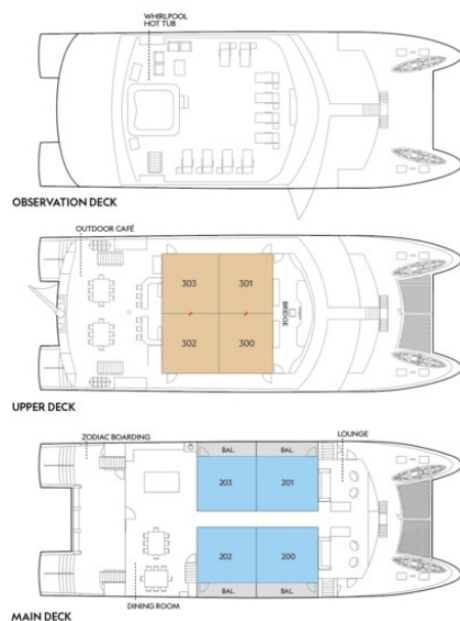 WHIRLPOOL
HOT TUB
OBSERVATION DECK
OUTDOOR CAFÉ
303
301
BRIDGE
302
300
UPPER DECK
ZODIAC BOARDING
LOUNGE
BAL.
BAL.
203
201
202
200
BAL.
BAL.
DINING ROOM
MAIN DECK